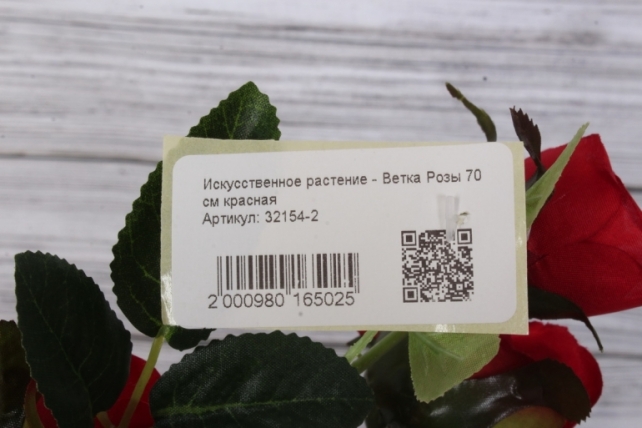 Искусственное растение - Ветка Розы 70
см красная
Артикул: 32154-2
2 000980 165025